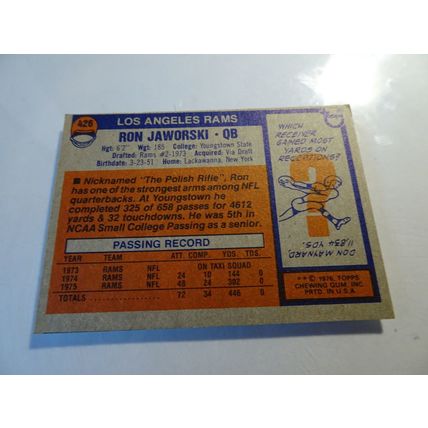 426
LOS ANGELES RAMS
RON JAWORSKI • QB
Hgt: 6'2" Wgt: 185 College: Youngstown State
Drafted: Rams #2-1973 Acquired: Via Draft
Birthdate: 3-23-51 Home: Lackawanna, New York
Nicknamed "The Polish Rifle", Ron
has one of the strongest arms among NFL
quarterbacks. At Youngstown he
completed 325 of 658 passes for 4612
yards & 32 touchdowns. He was 5th in
NCAA Small College Passing as a senior.
PASSING RECORD
YEAR TEAM ATT. COMP. YDS. TDS.
1973 RAMS NFL ON TAXI SQUAD
1974 RAMS NFL 24 10 144 0
1975 RAMS NFL 48 24 302 0
TOTALS 72 34 446 0
WHICH
RECEIVER
GAINED MOST
YARDS ON
RECEPTIONS?
?
DON MAYNARD
11,834 YDS.
** © 1976, TOPPS
CHEWING GUM, INC.
PRTD. IN U.S.A.